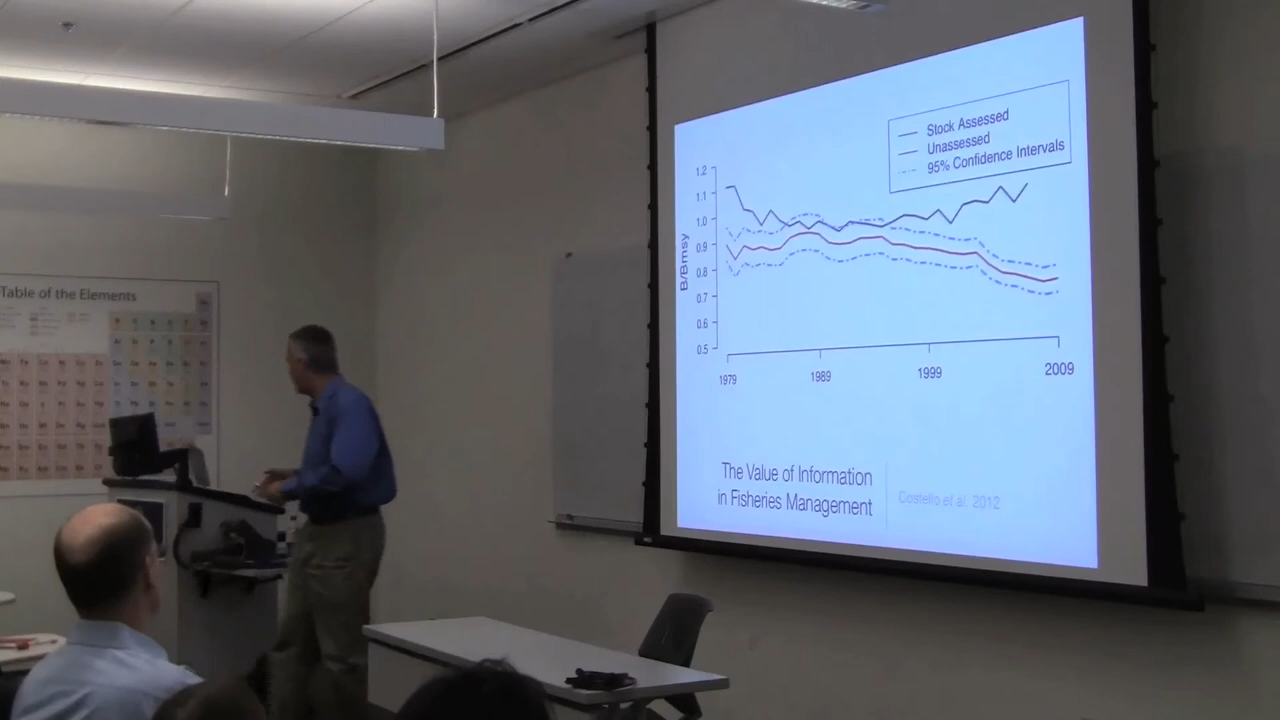 Table of the Elements
Stock Assessed
Unassessed
95% Confidence Intervals
1.2
1.1
1.0
0.9
0.8
0.7
0.6
0.5
B/Bmsy
1979
1989
1999
2009
The Value of Information
in Fisheries Management
Costello et al. 2012